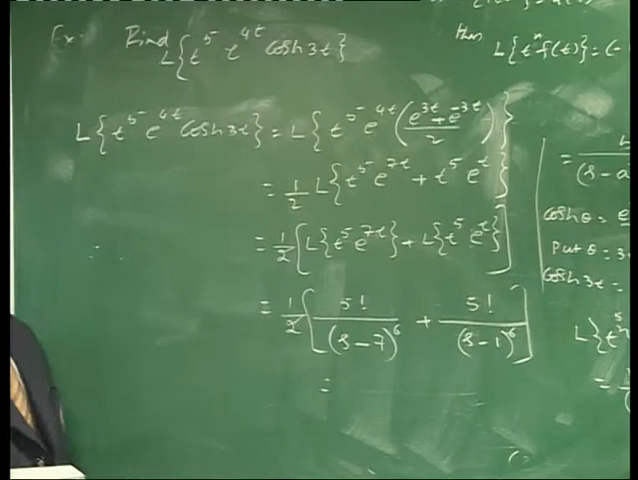 Ex: Find L{t^5 e^{4t} cosh 3t}
then
L{t^n f(t)} = (-
L{t^5 e^{4t} cosh 3t} = L{t^5 e^{4t} ((e^{3t} + e^{-3t})/2)}
= 1/2 L{t^5 e^{7t} + t^5 e^t}
= 1/2 [L{t^5 e^{7t}} + L{t^5 e^t}]
= 1/2 [5!/(s-7)^6 + 5!/(s-1)^6]
=
(s-a
coshθ = e
Put θ = 3
cosh 3t =
L{t^5
=